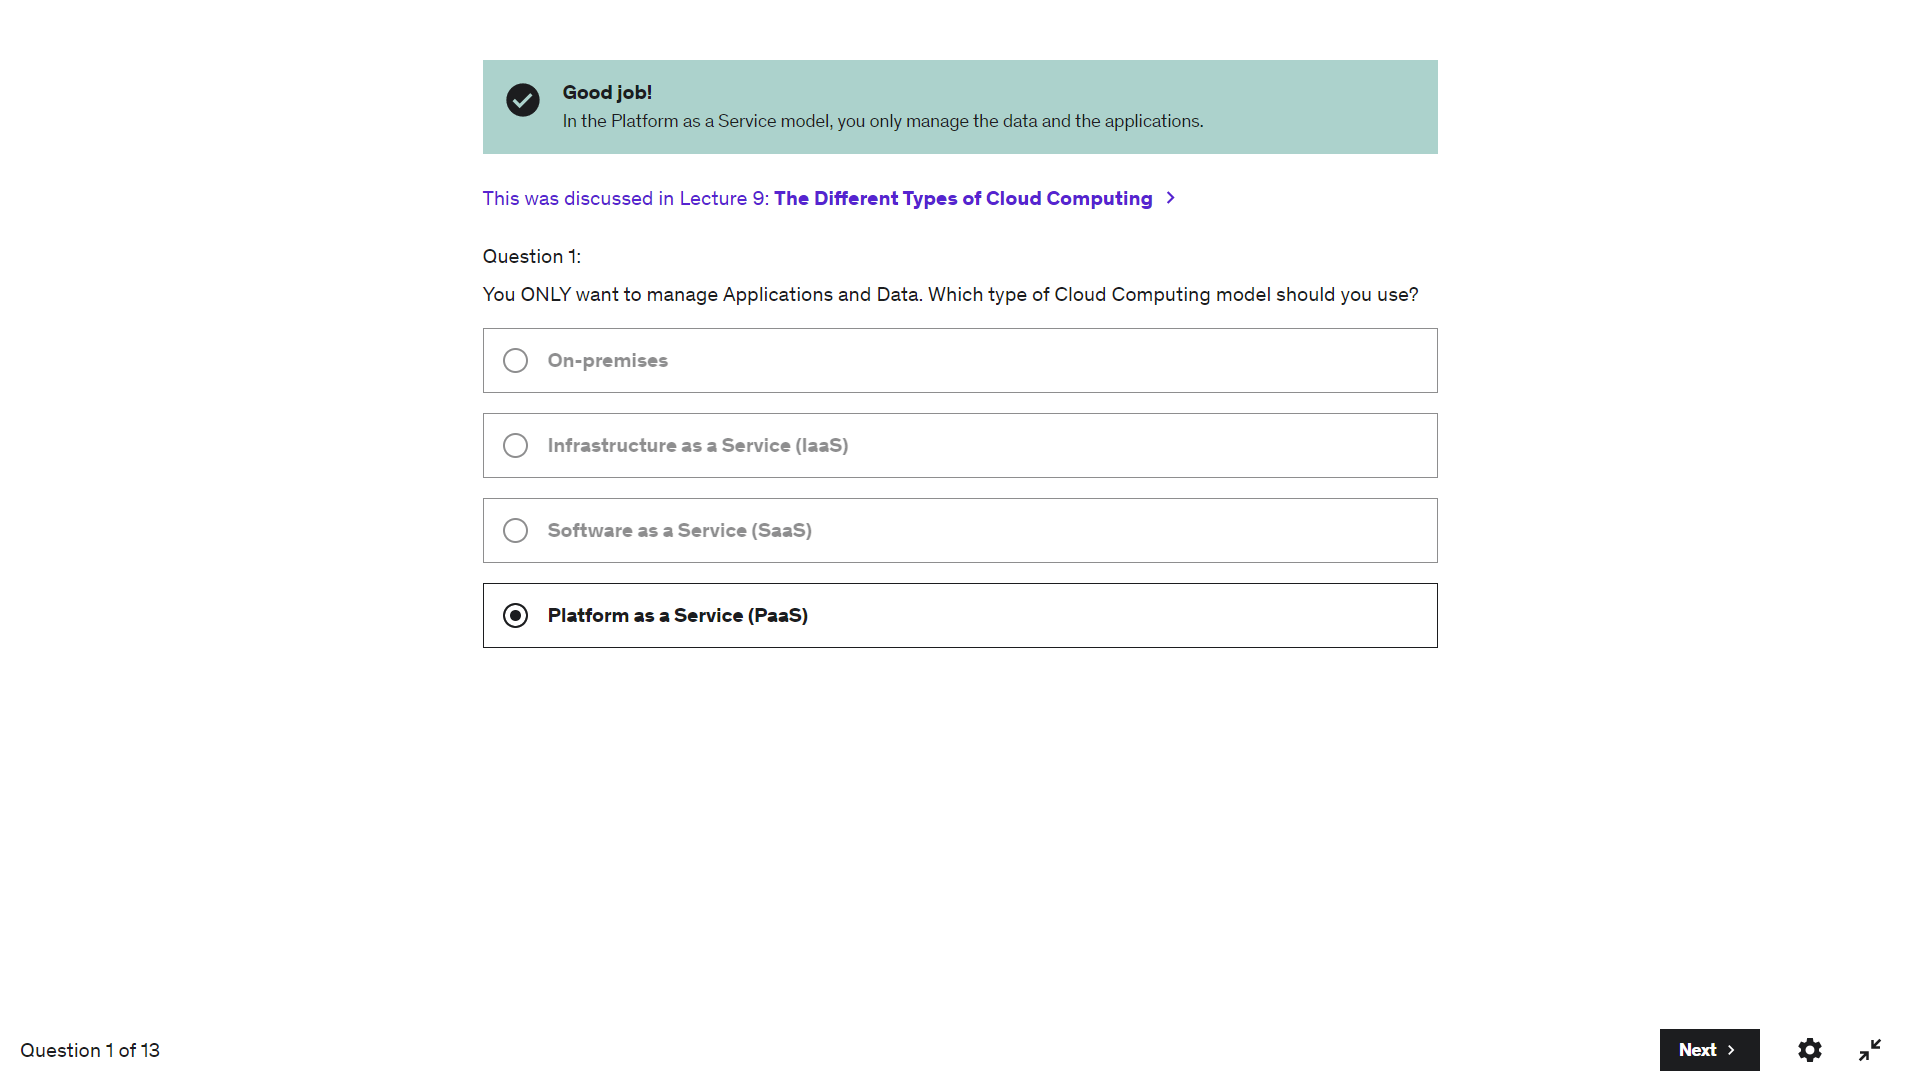 Good job!
In the Platform as a Service model, you only manage the data and the applications.
This was discussed in Lecture 9: The Different Types of Cloud Computing
Question 1:
You ONLY want to manage Applications and Data. Which type of Cloud Computing model should you use?
On-premises
Infrastructure as a Service (IaaS)
Software as a Service (SaaS)
Platform as a Service (PaaS)
Question 1 of 13
Next